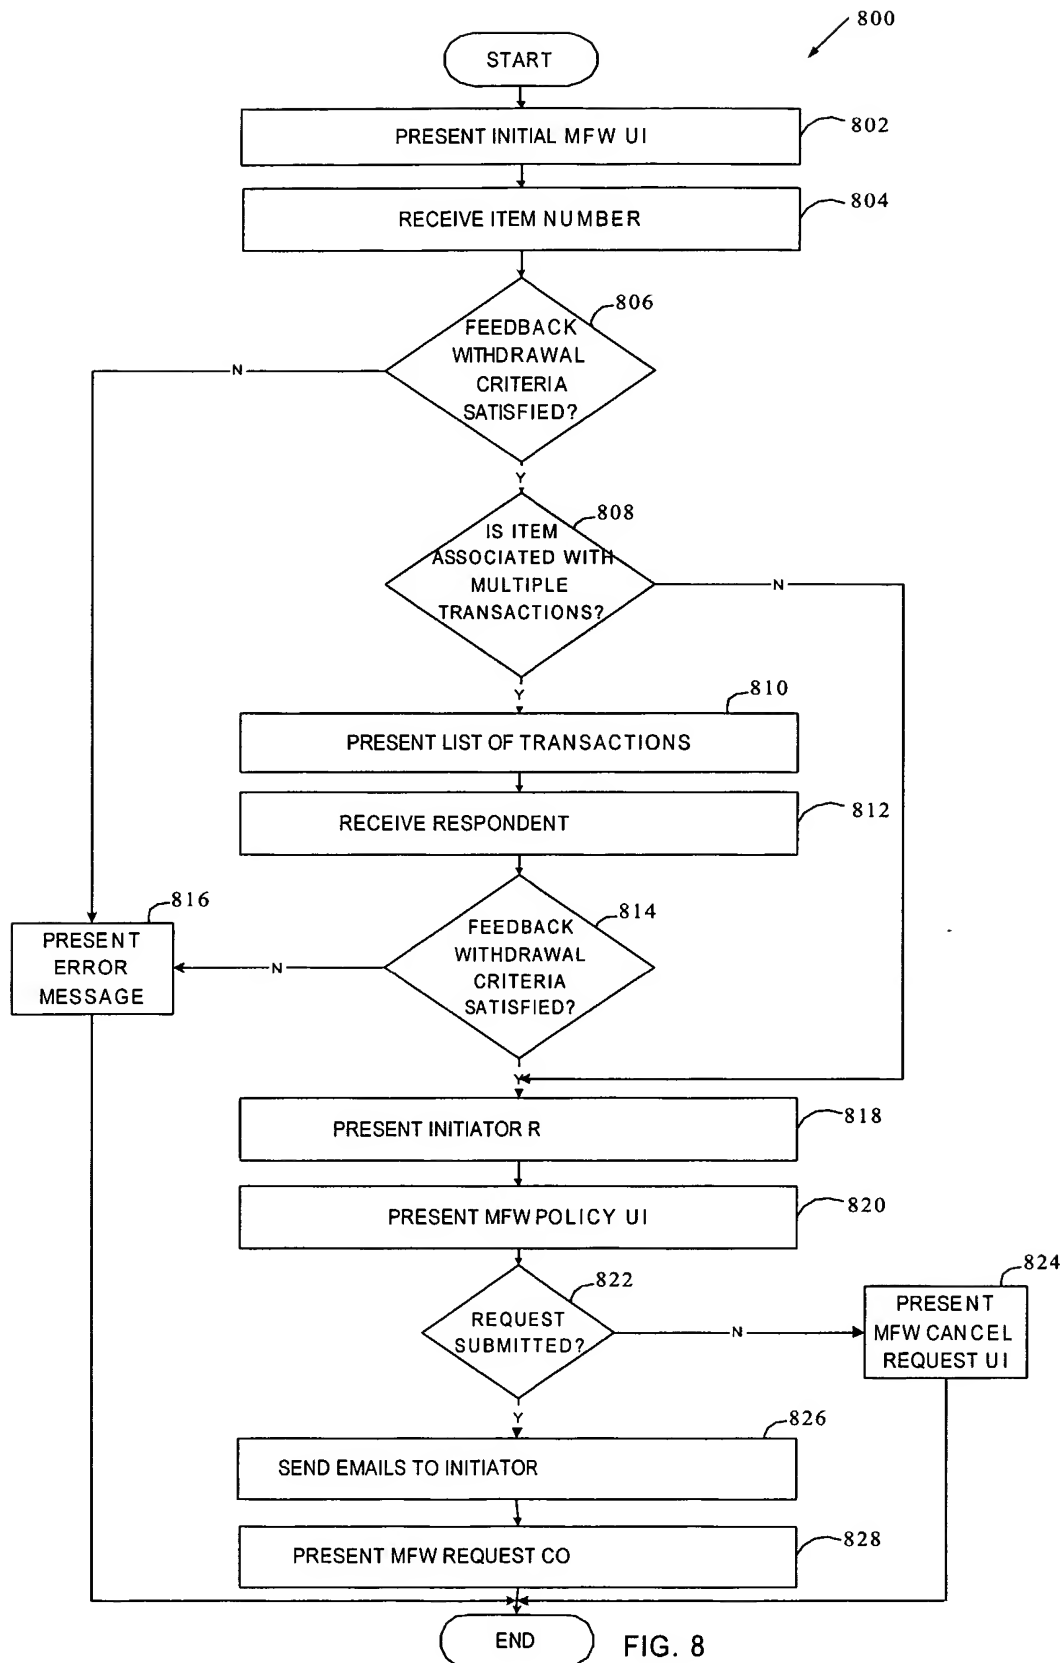 800
START
PRESENT INITIAL MFW UI
802
RECEIVE ITEM NUMBER
804
806
FEEDBACK
WITHDRAWAL
CRITERIA
SATISFIED?
N
Y
808
IS ITEM
ASSOCIATED WITH
MULTIPLE
TRANSACTIONS?
N
Y
810
PRESENT LIST OF TRANSACTIONS
RECEIVE RESPONDENT
812
816
PRESENT
ERROR
MESSAGE
814
FEEDBACK
WITHDRAWAL
CRITERIA
SATISFIED?
N
Y
PRESENT INITIATOR R
818
PRESENT MFW POLICY UI
820
822
REQUEST
SUBMITTED?
N
824
PRESENT
MFW CANCEL
REQUEST UI
Y
826
SEND EMAILS TO INITIATOR
PRESENT MFW REQUEST CO
828
END
FIG. 8